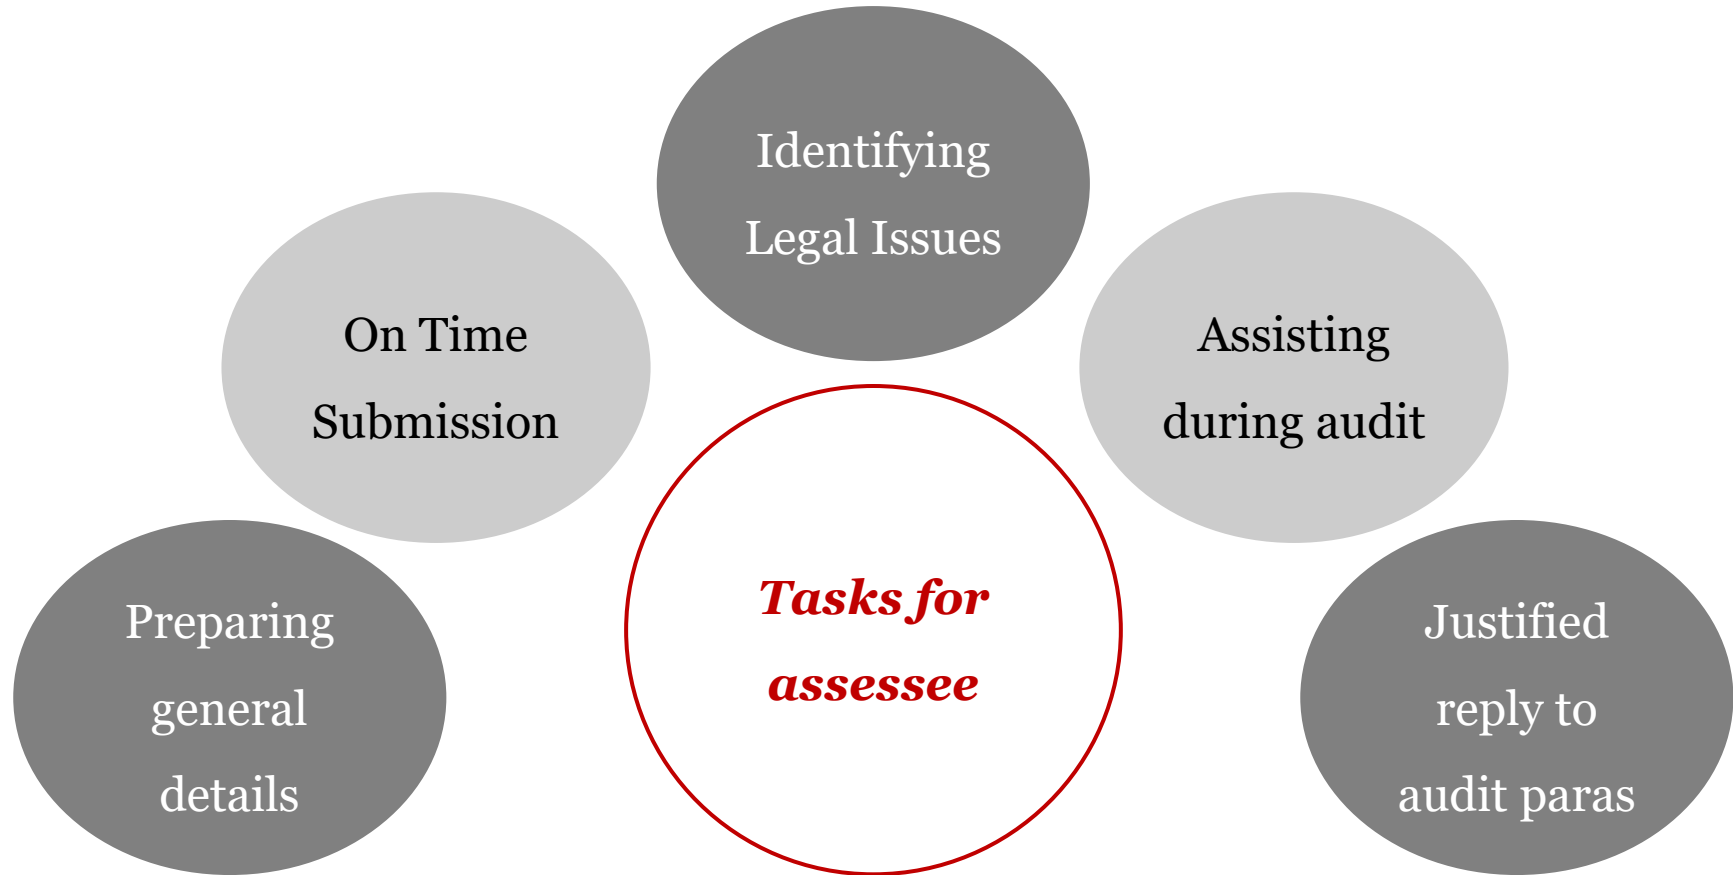 Identifying
Legal Issues
On Time
Submission
Assisting
during audit
Preparing
general
details
Tasks for
assessee
Justified
reply to
audit paras